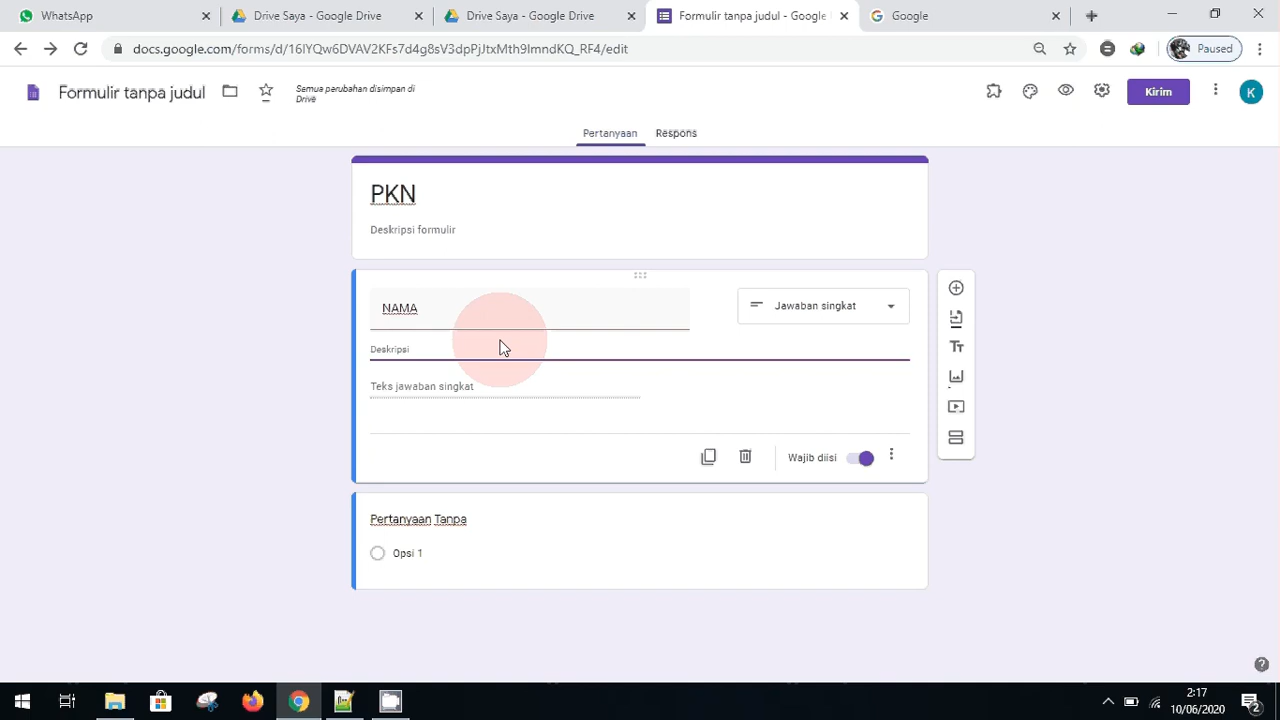 WhatsApp
Drive Saya - Google Drive
Drive Saya - Google Drive
Formulir tanpa judul - Google
Google
docs.google.com/forms/d/16lYQw6DVAV2KFs7d4g8sV3dpPjJtxMth9lmndKQ_RF4/edit
Paused
Formulir tanpa judul
Semua perubahan disimpan di
Drive
Kirim
K
Pertanyaan
Respons
PKN
Deskripsi formulir
NAMA
Jawaban singkat
Deskripsi
Teks jawaban singkat
Wajib diisi
Pertanyaan Tanpa
Opsi 1
2:17
10/06/2020
2